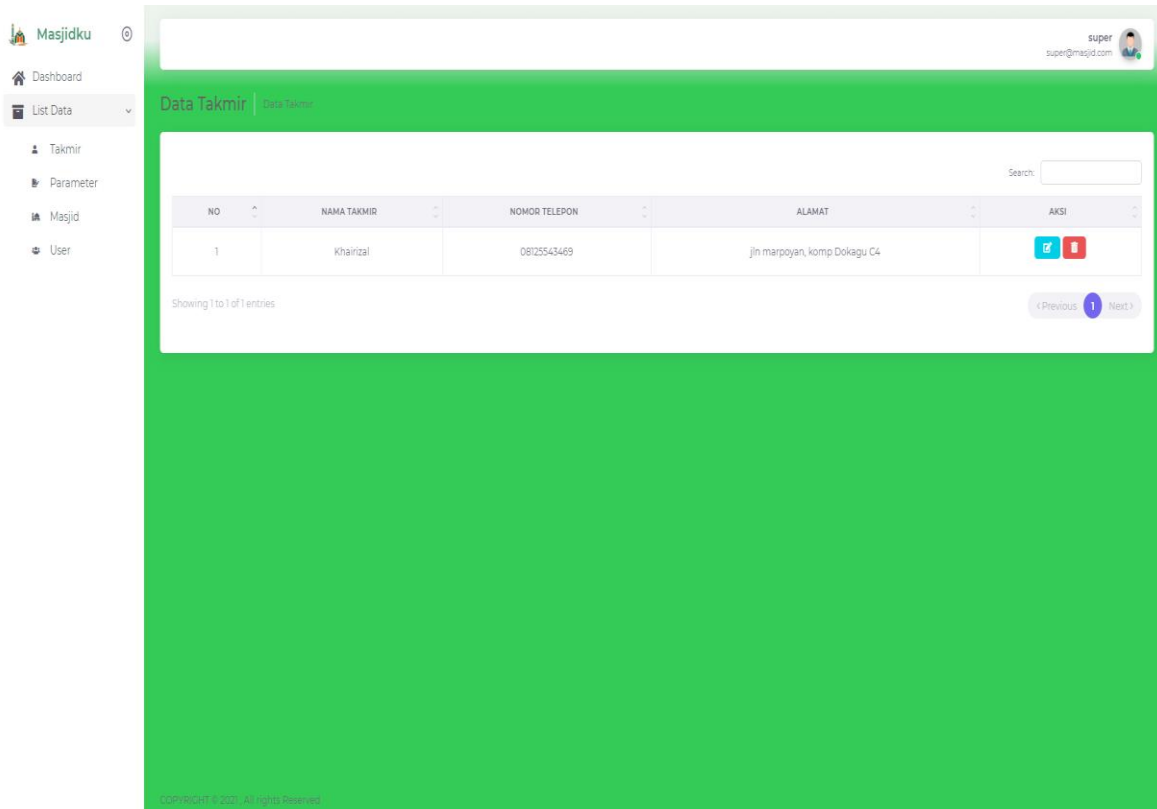 Masjidku
super
super@masjid.com
Dashboard
List Data
Takmir
Parameter
Masjid
User
Data Takmir
Data Takmir
Search:
NO NAMA TAKMIR NOMOR TELEPON ALAMAT AKSI
1 Khairizal 08125543469 jln marpoyan, komp Dokagu C4
Showing 1 to 1 of 1 entries
Previous 1 Next
COPYRIGHT © 2021 , All rights Reserved